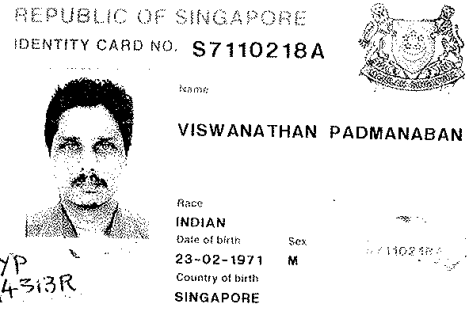 REPUBLIC OF SINGAPORE
IDENTITY CARD NO. S7110218A
Name
VISWANATHAN PADMANABAN
Race
INDIAN
Date of birth Sex
23-02-1971 M
Country of birth
SINGAPORE
S7110218A
YP
4313R